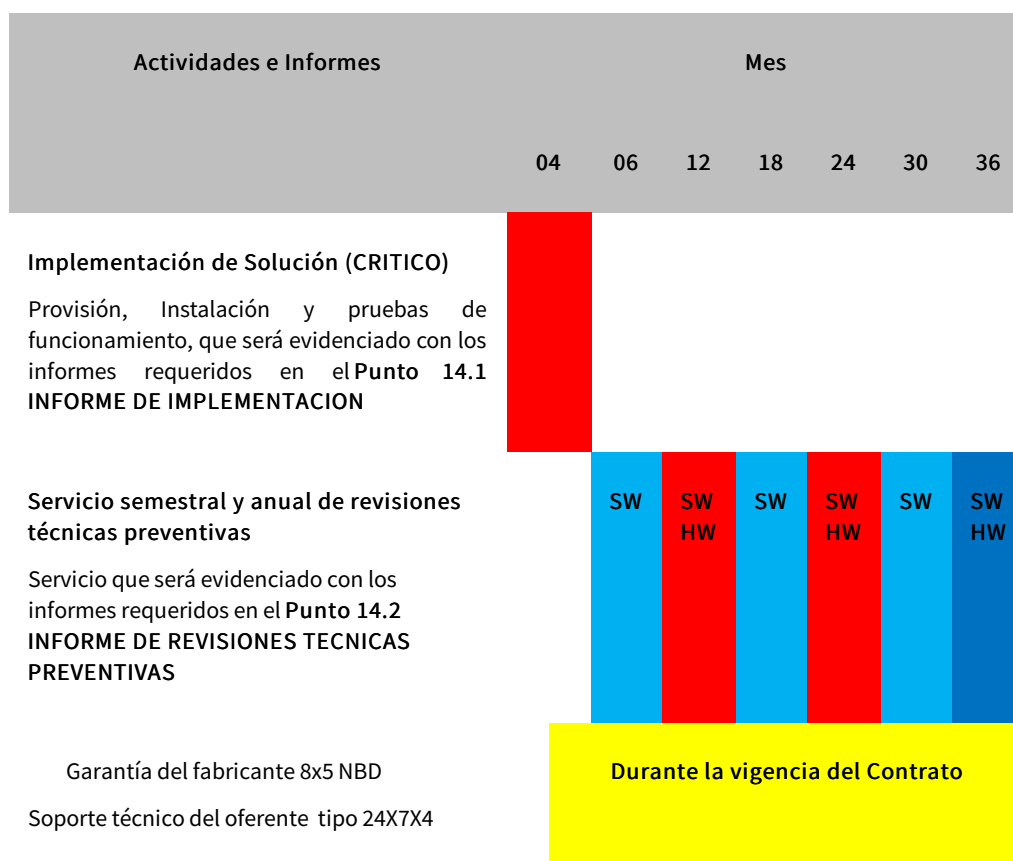 Actividades e Informes Mes
04 06 12 18 24 30 36
Implementación de Solución (CRITICO)
Provisión, Instalación y pruebas de
funcionamiento, que será evidenciado con los
informes requeridos en el Punto 14.1
INFORME DE IMPLEMENTACION
Servicio semestral y anual de revisiones
técnicas preventivas
SW SW SW SW SW SW
HW HW HW
Servicio que será evidenciado con los
informes requeridos en el Punto 14.2
INFORME DE REVISIONES TECNICAS
PREVENTIVAS
Garantía del fabricante 8x5 NBD
Soporte técnico del oferente tipo 24X7X4
Durante la vigencia del Contrato